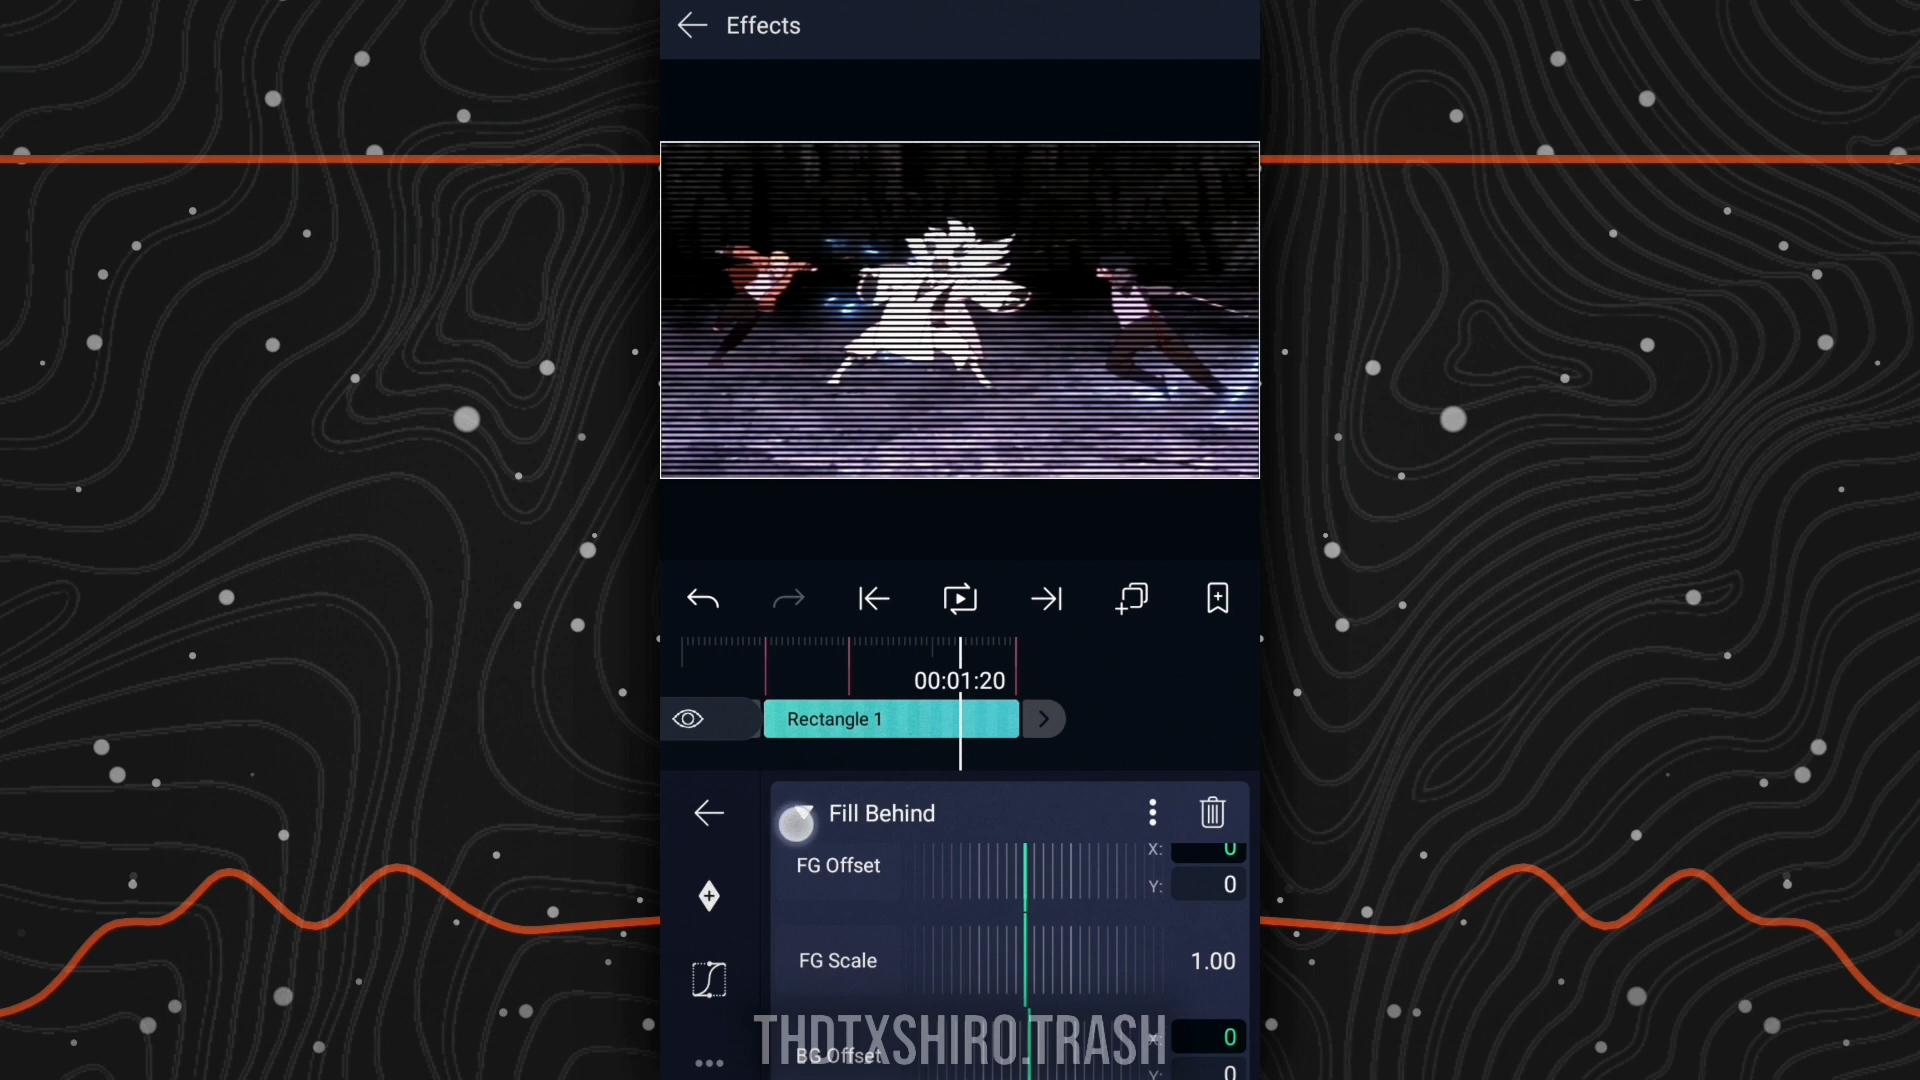 Effects
00:01:20
Rectangle 1
Fill Behind
FG Offset
X: 0
Y: 0
FG Scale
1.00
THDTXSHIRO.TRASH
BG Offset
X: 0
Y: 0